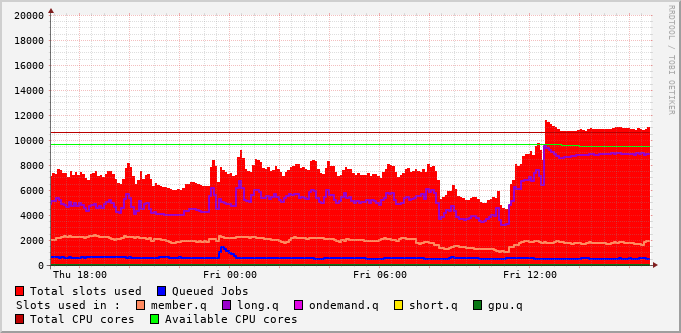 20000
18000
16000
14000
12000
10000
8000
6000
4000
2000
0
Thu 18:00 Fri 00:00 Fri 06:00 Fri 12:00
RRDTOOL / TOBI OETIKER
Total slots used Queued Jobs
Slots used in : member.q long.q ondemand.q short.q gpu.q
Total CPU cores Available CPU cores